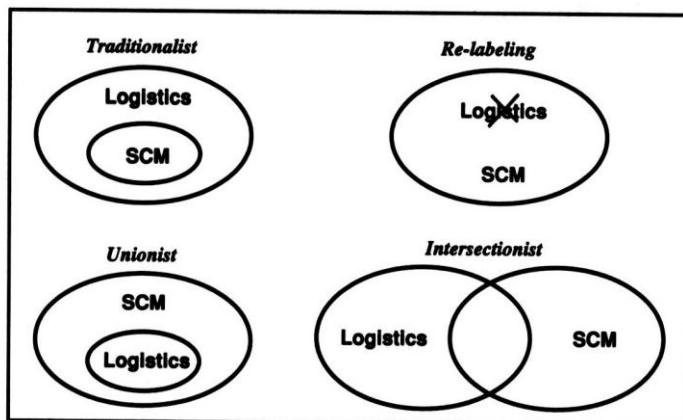 Traditionalist
Re-labeling
Logistics
SCM
Logistics
SCM
Unionist
Intersectionist
SCM
Logistics
Logistics
SCM